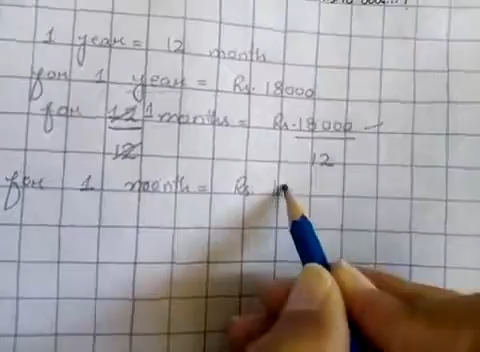 1 year = 12 month
for 1 year = Rs. 18000
for 12 1 months = Rs. 18000
12 12
for 1 month = Rs.